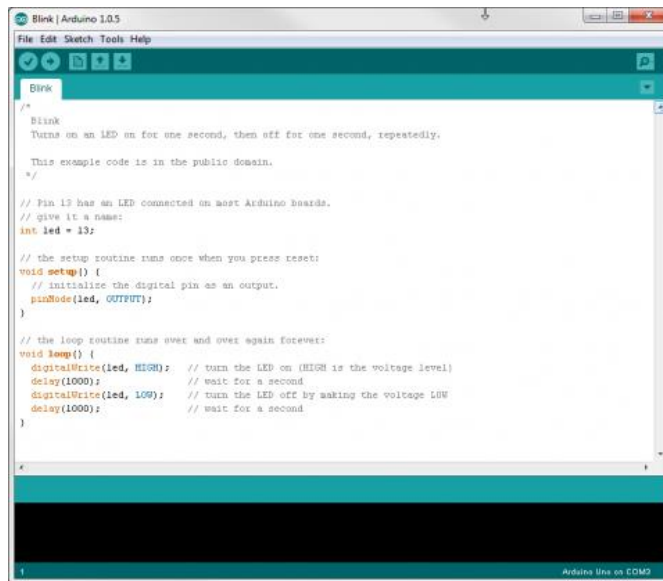 Blink | Arduino 1.0.5
File Edit Sketch Tools Help
Blink
/*
  Blink
  Turns on an LED on for one second, then off for one second, repeatedly.

  This example code is in the public domain.
 */

// Pin 13 has an LED connected on most Arduino boards.
// give it a name:
int led = 13;

// the setup routine runs once when you press reset:
void setup() {
  // initialize the digital pin as an output.
  pinMode(led, OUTPUT);
}

// the loop routine runs over and over again forever:
void loop() {
  digitalWrite(led, HIGH);   // turn the LED on (HIGH is the voltage level)
  delay(1000);               // wait for a second
  digitalWrite(led, LOW);    // turn the LED off by making the voltage LOW
  delay(1000);               // wait for a second
}
1
Arduino Uno on COM3